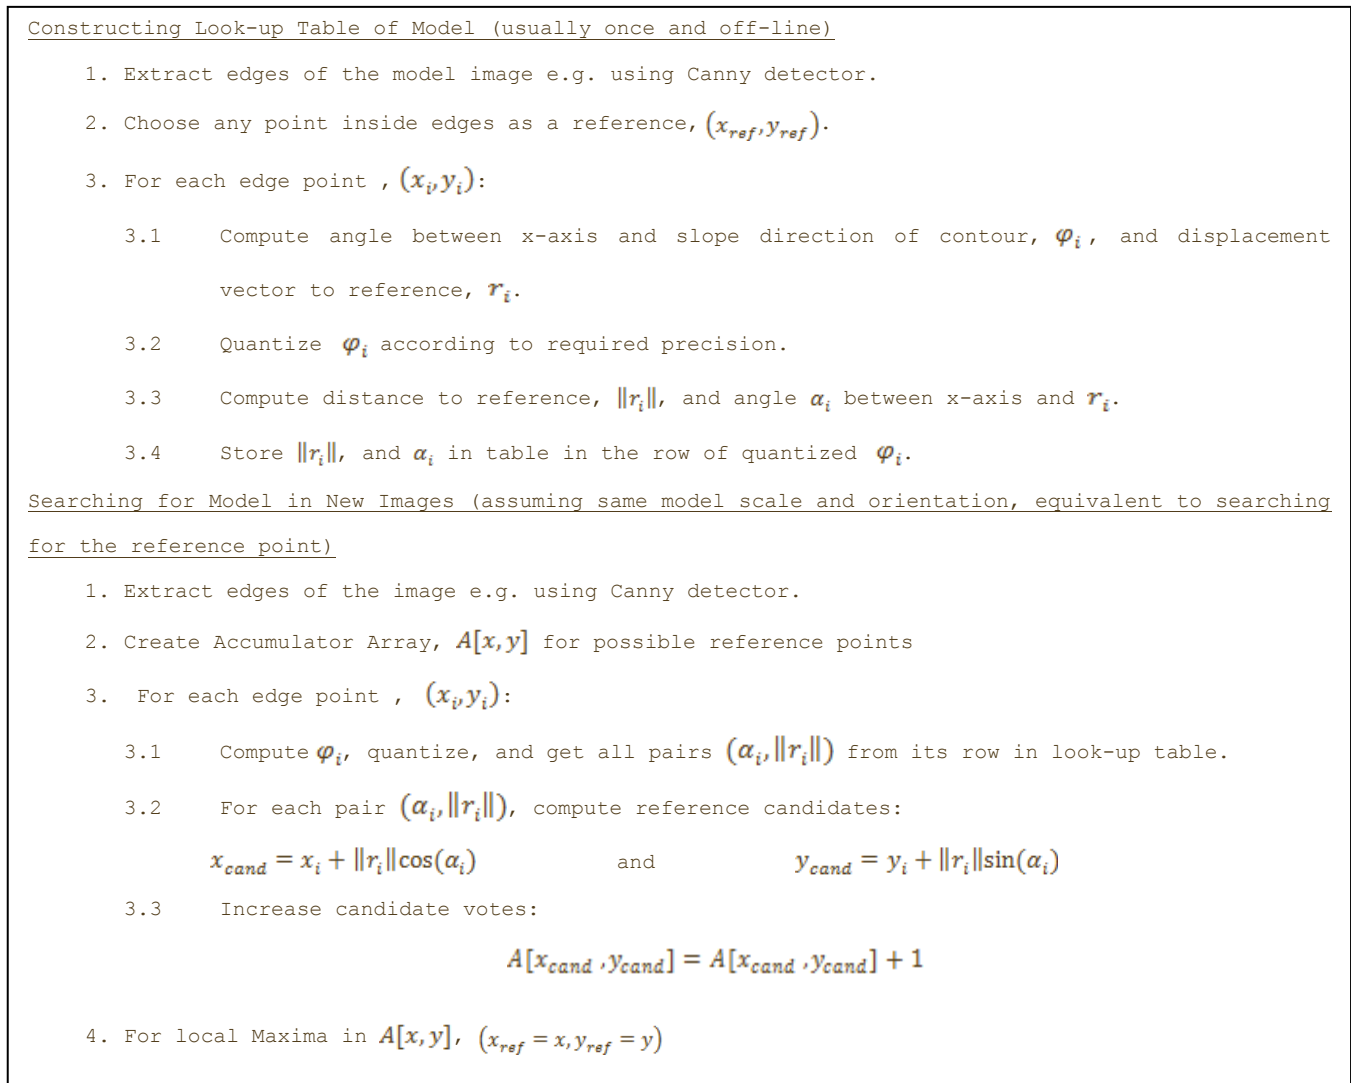 Constructing Look-up Table of Model (usually once and off-line)
1. Extract edges of the model image e.g. using Canny detector.
2. Choose any point inside edges as a reference, (x_ref, y_ref).
3. For each edge point , (x_i, y_i):
3.1 Compute angle between x-axis and slope direction of contour, φ_i, and displacement
vector to reference, r_i.
3.2 Quantize φ_i according to required precision.
3.3 Compute distance to reference, ‖r_i‖, and angle α_i between x-axis and r_i.
3.4 Store ‖r_i‖, and α_i in table in the row of quantized φ_i.
Searching for Model in New Images (assuming same model scale and orientation, equivalent to searching
for the reference point)
1. Extract edges of the image e.g. using Canny detector.
2. Create Accumulator Array, A[x, y] for possible reference points
3. For each edge point , (x_i, y_i):
3.1 Compute φ_i, quantize, and get all pairs (α_i, ‖r_i‖) from its row in look-up table.
3.2 For each pair (α_i, ‖r_i‖), compute reference candidates:
x_cand = x_i + ‖r_i‖cos(α_i) and y_cand = y_i + ‖r_i‖sin(α_i)
3.3 Increase candidate votes:
A[x_cand , y_cand] = A[x_cand , y_cand] + 1
4. For local Maxima in A[x, y], (x_ref = x, y_ref = y)